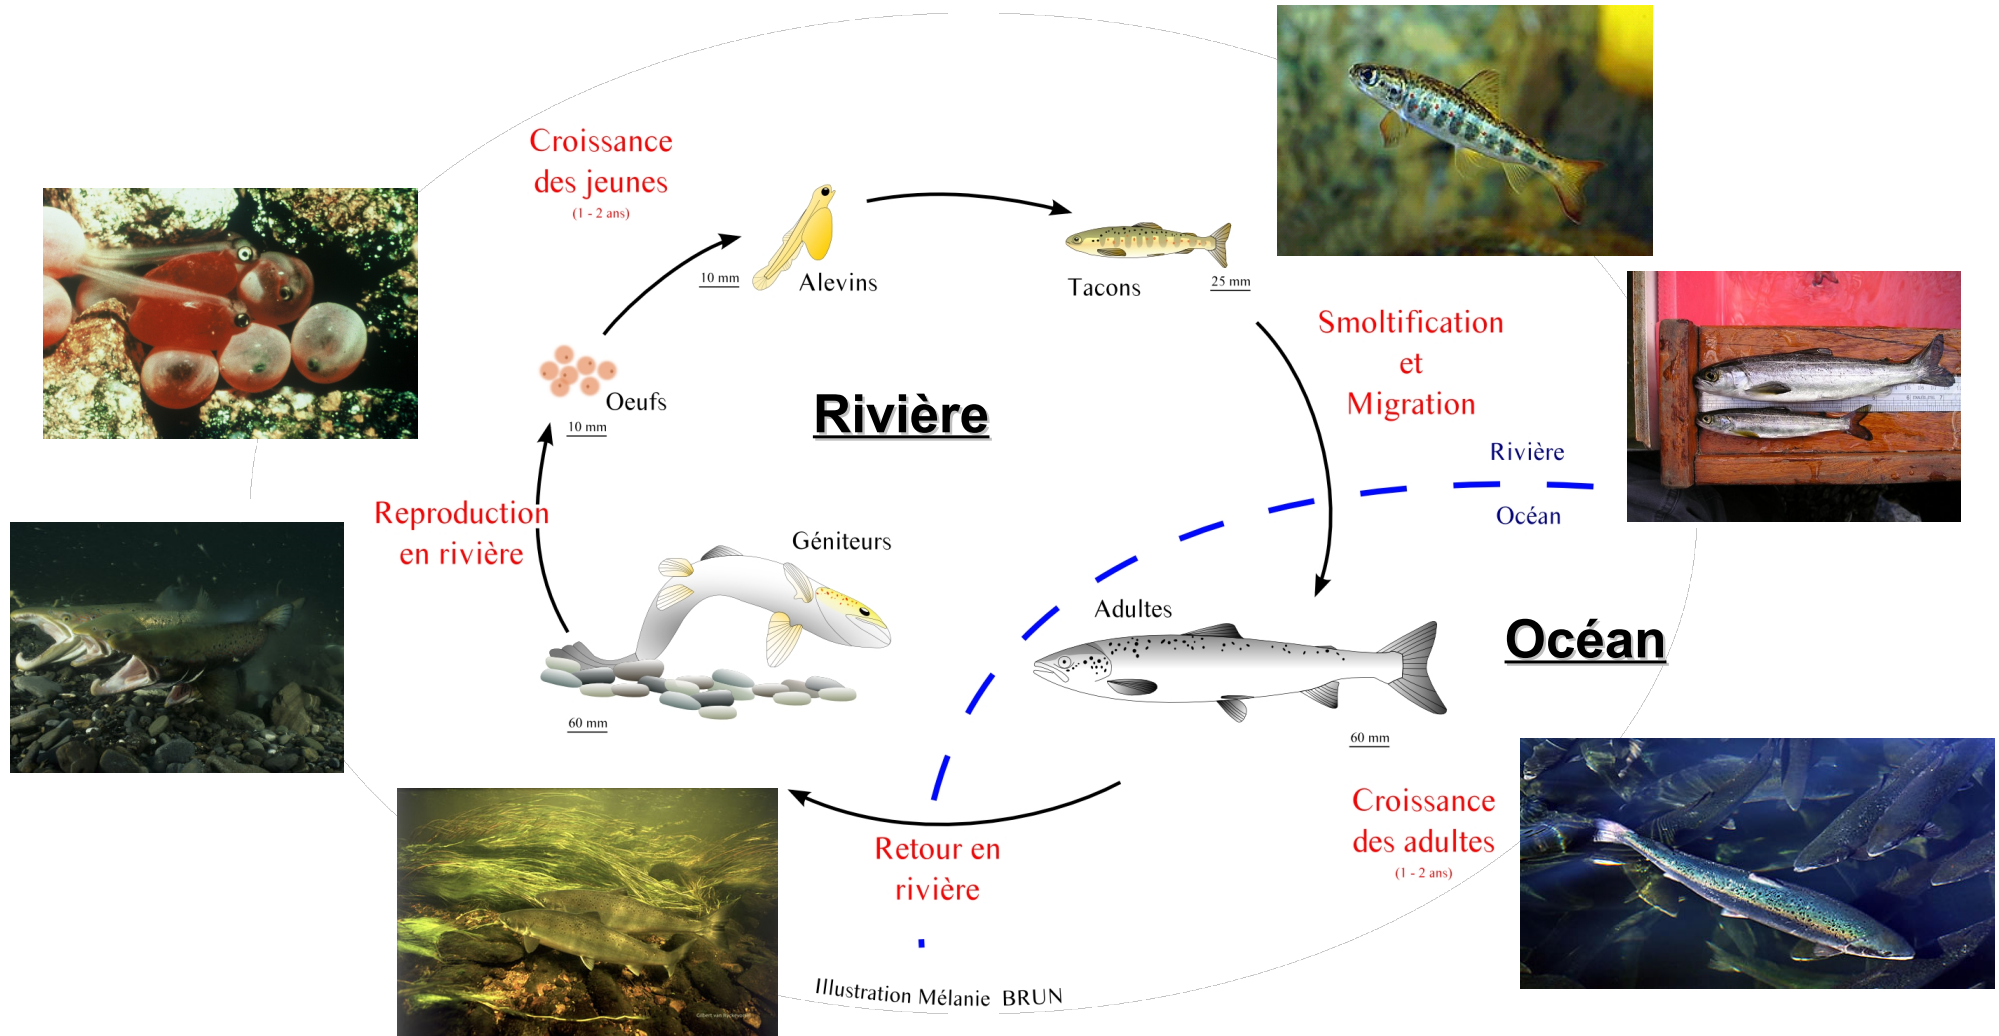 Croissance
des jeunes
(1 - 2 ans)
10 mm
Alevins
Tacons
25 mm
Smoltification
et
Migration
Oeufs
10 mm
Rivière
Rivière
Océan
Reproduction
en rivière
Géniteurs
60 mm
Adultes
Océan
60 mm
Croissance
des adultes
(1 - 2 ans)
Retour en
rivière
Illustration Mélanie BRUN